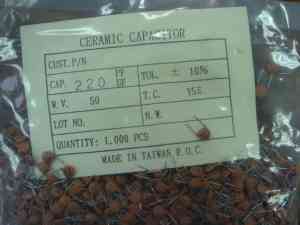 CERAMIC CAPACITOR
CUST.P/N
CAP. 220 PF UF TOL. ± 10%
W.V. 50 T.C. Y5E
LOT NO. N.W.
QUANTITY: 1,000 PCS
MADE IN TAIWAN R.O.C.